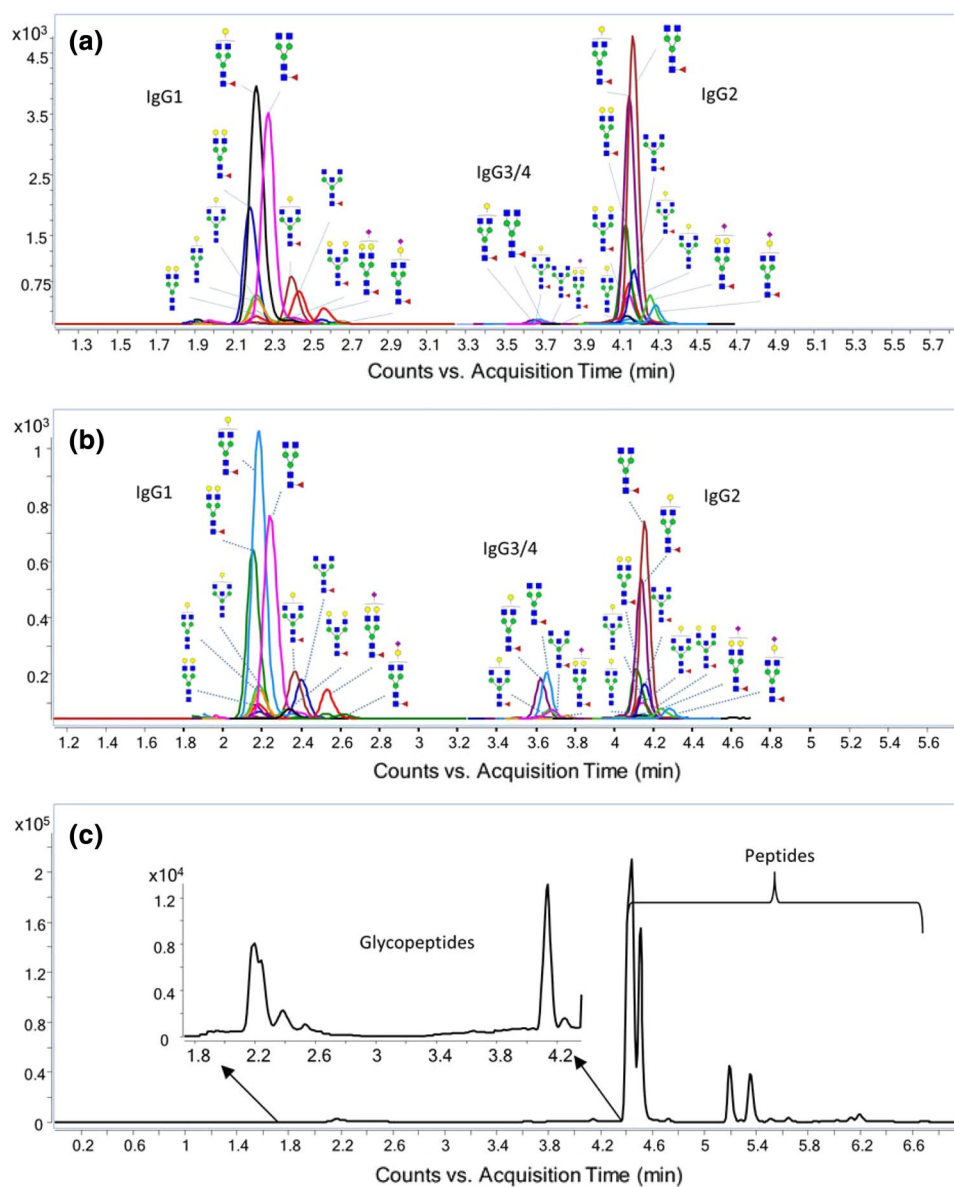 (a)
x10³
4.5
3.5
2.5
1.5
0.75
IgG1
IgG3/4
IgG2
1.3 1.5 1.7 1.9 2.1 2.3 2.5 2.7 2.9 3.1 3.3 3.5 3.7 3.9 4.1 4.3 4.5 4.7 4.9 5.1 5.3 5.5 5.7
Counts vs. Acquisition Time (min)
(b)
x10³
1
0.8
0.6
0.4
0.2
IgG1
IgG3/4
IgG2
1.2 1.4 1.6 1.8 2 2.2 2.4 2.6 2.8 3 3.2 3.4 3.6 3.8 4 4.2 4.4 4.6 4.8 5 5.2 5.4 5.6
Counts vs. Acquisition Time (min)
(c)
x10⁵
2
1.6
1.2
0.8
0.4
0
Peptides
x10⁴
1.2
0.8
0.4
0
Glycopeptides
1.8 2.2 2.6 3 3.4 3.8 4.2
0.2 0.6 1 1.4 1.8 2.2 2.6 3 3.4 3.8 4.2 4.6 5 5.4 5.8 6.2 6.6
Counts vs. Acquisition Time (min)